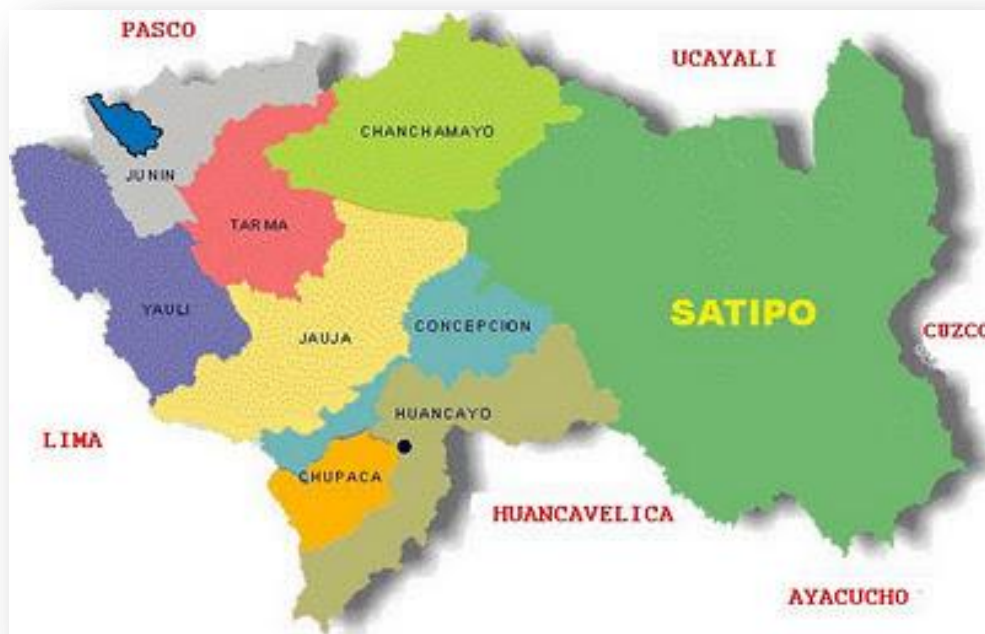 PASCO
UCAYALI
CHANCHAMAYO
JUNIN
TARMA
YAULI
SATIPO
CONCEPCION
JAUJA
CUZCO
HUANCAYO
LIMA
CHUPACA
HUANCAVELICA
AYACUCHO